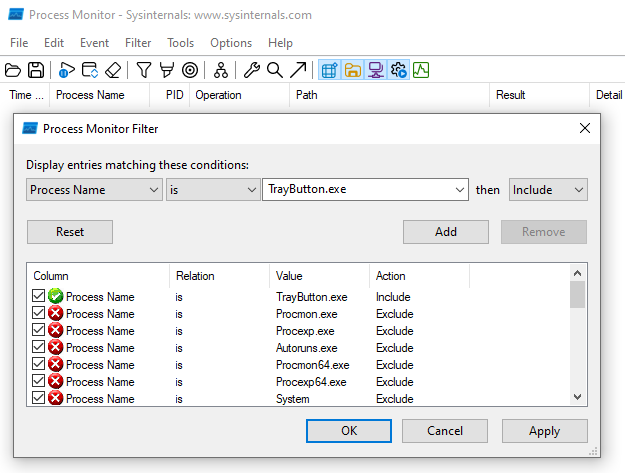 Process Monitor - Sysinternals: www.sysinternals.com
File Edit Event Filter Tools Options Help
Time ... Process Name PID Operation Path Result Detail
Process Monitor Filter
Display entries matching these conditions:
Process Name is TrayButton.exe then Include
Reset Add Remove
Column Relation Value Action
Process Name is TrayButton.exe Include
Process Name is Procmon.exe Exclude
Process Name is Procexp.exe Exclude
Process Name is Autoruns.exe Exclude
Process Name is Procmon64.exe Exclude
Process Name is Procexp64.exe Exclude
Process Name is System Exclude
OK Cancel Apply